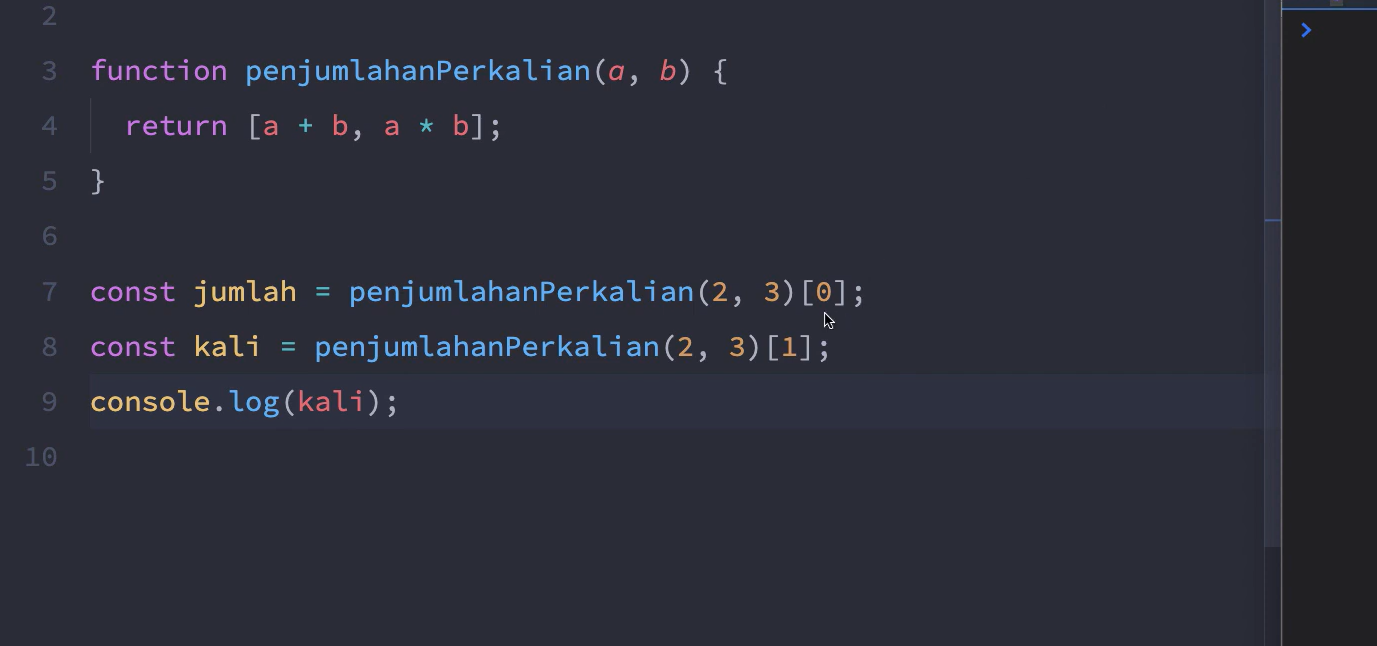 2
3 function penjumlahanPerkalian(a, b) {
4   return [a + b, a * b];
5 }
6
7 const jumlah = penjumlahanPerkalian(2, 3)[0];
8 const kali = penjumlahanPerkalian(2, 3)[1];
9 console.log(kali);
10